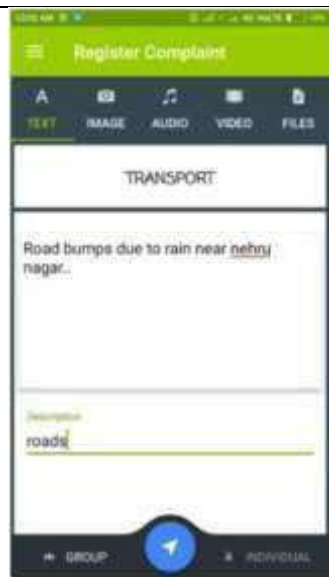 Register Complaint
A
TEXT IMAGE AUDIO VIDEO FILES
TRANSPORT
Road bumps due to rain near nehru
nagar..
Description
roads
GROUP INDIVIDUAL